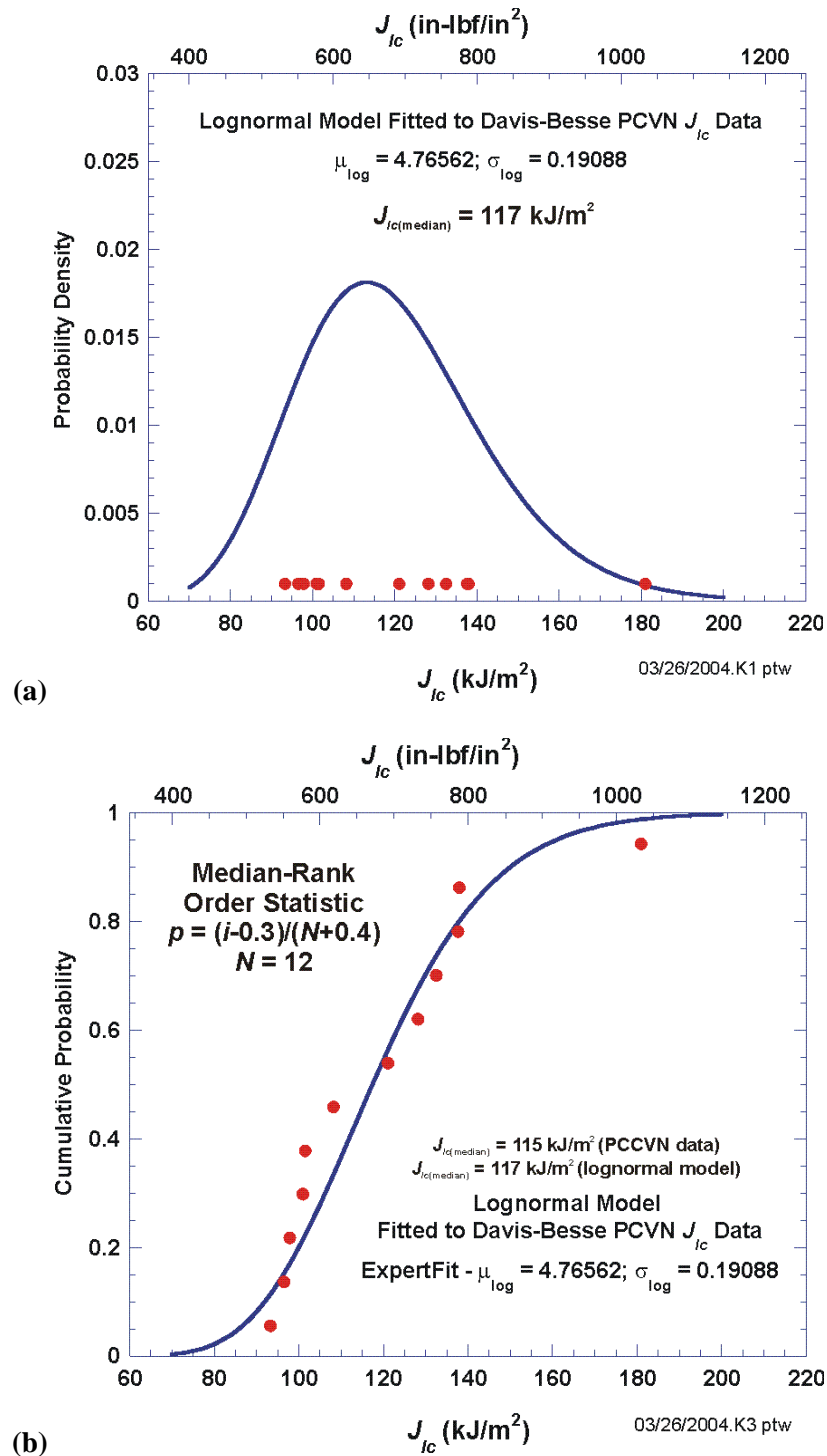 J_Ic (in-lbf/in²)
400 600 800 1000 1200
0.03
0.025
0.02
0.015
0.01
0.005
0
Probability Density
Lognormal Model Fitted to Davis-Besse PCVN J_Ic Data
μ_log = 4.76562; σ_log = 0.19088
J_Ic(median) = 117 kJ/m²
60 80 100 120 140 160 180 200 220
J_Ic (kJ/m²)
03/26/2004.K1 ptw
(a)
J_Ic (in-lbf/in²)
400 600 800 1000 1200
1
0.8
0.6
0.4
0.2
0
Cumulative Probability
Median-Rank
Order Statistic
p = (i-0.3)/(N+0.4)
N = 12
J_Ic(median) = 115 kJ/m² (PCCVN data)
J_Ic(median) = 117 kJ/m² (lognormal model)
Lognormal Model
Fitted to Davis-Besse PCVN J_Ic Data
ExpertFit - μ_log = 4.76562; σ_log = 0.19088
60 80 100 120 140 160 180 200 220
J_Ic (kJ/m²)
03/26/2004.K3 ptw
(b)